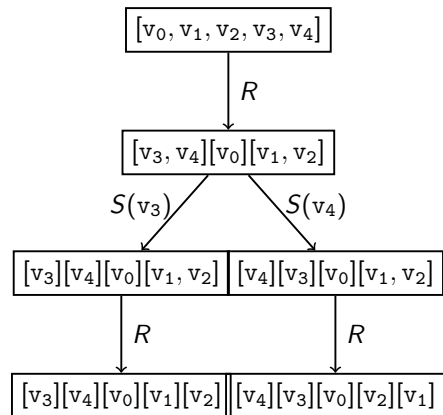 [v₀, v₁, v₂, v₃, v₄]
R
[v₃, v₄][v₀][v₁, v₂]
S(v₃) S(v₄)
[v₃][v₄][v₀][v₁, v₂] [v₄][v₃][v₀][v₁, v₂]
R R
[v₃][v₄][v₀][v₁][v₂] [v₄][v₃][v₀][v₂][v₁]